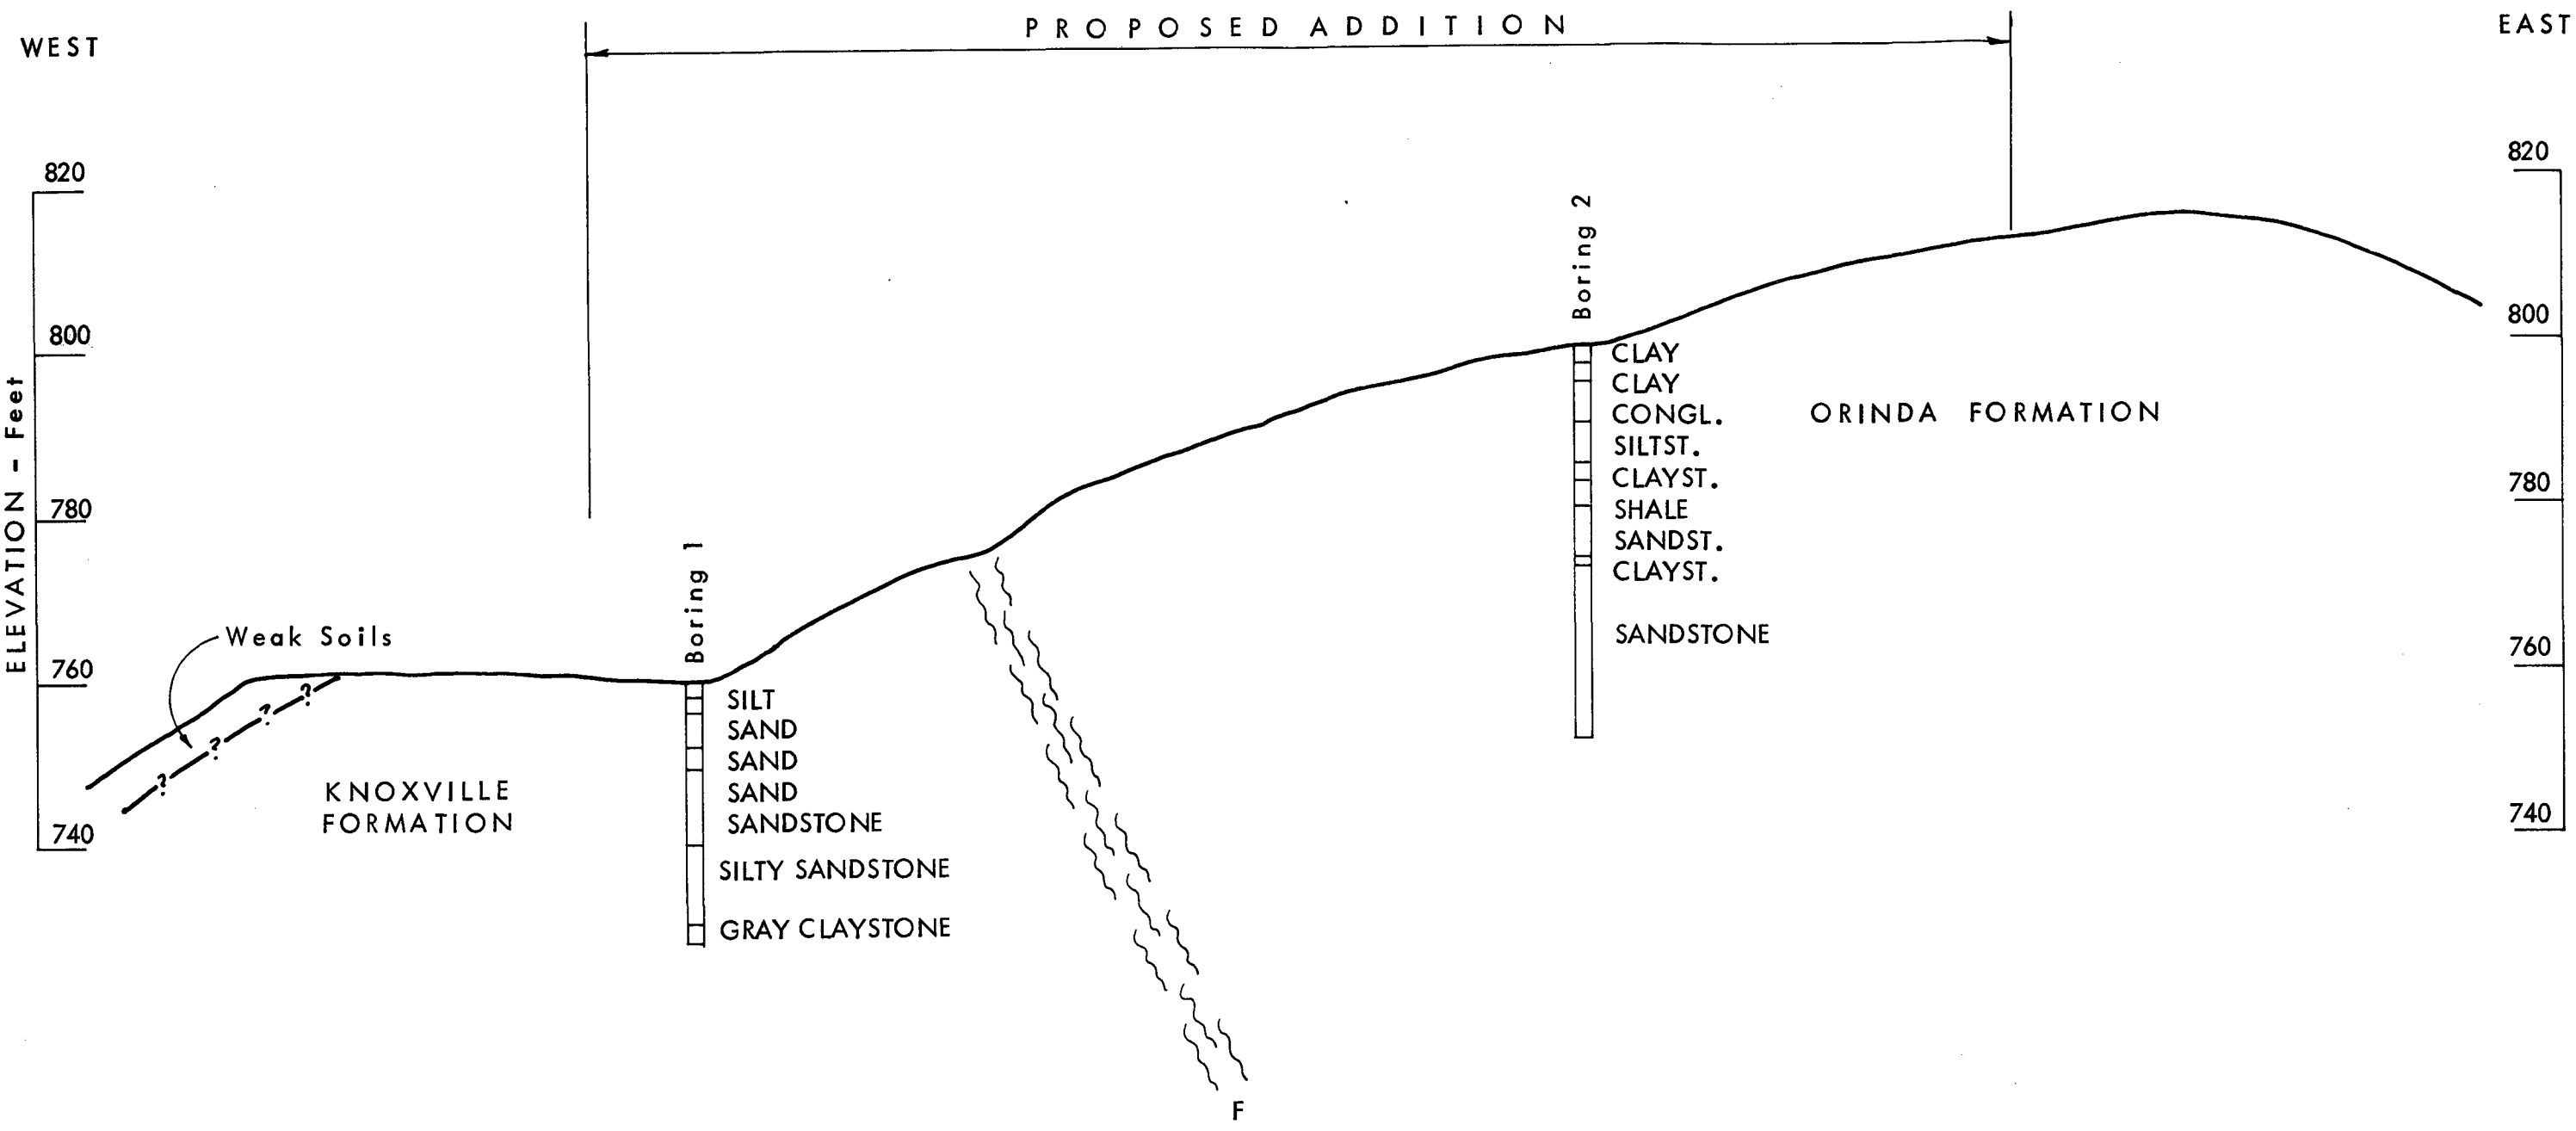 PROPOSED ADDITION
WEST
EAST
820
800
780
760
740
ELEVATION - Feet
820
800
780
760
740
Weak Soils
?
?
?
?
KNOXVILLE
FORMATION
Boring 1
SILT
SAND
SAND
SAND
SANDSTONE
SILTY SANDSTONE
GRAY CLAYSTONE
Boring 2
CLAY
CLAY
CONGL.
SILTST.
CLAYST.
SHALE
SANDST.
CLAYST.
SANDSTONE
ORINDA FORMATION
F